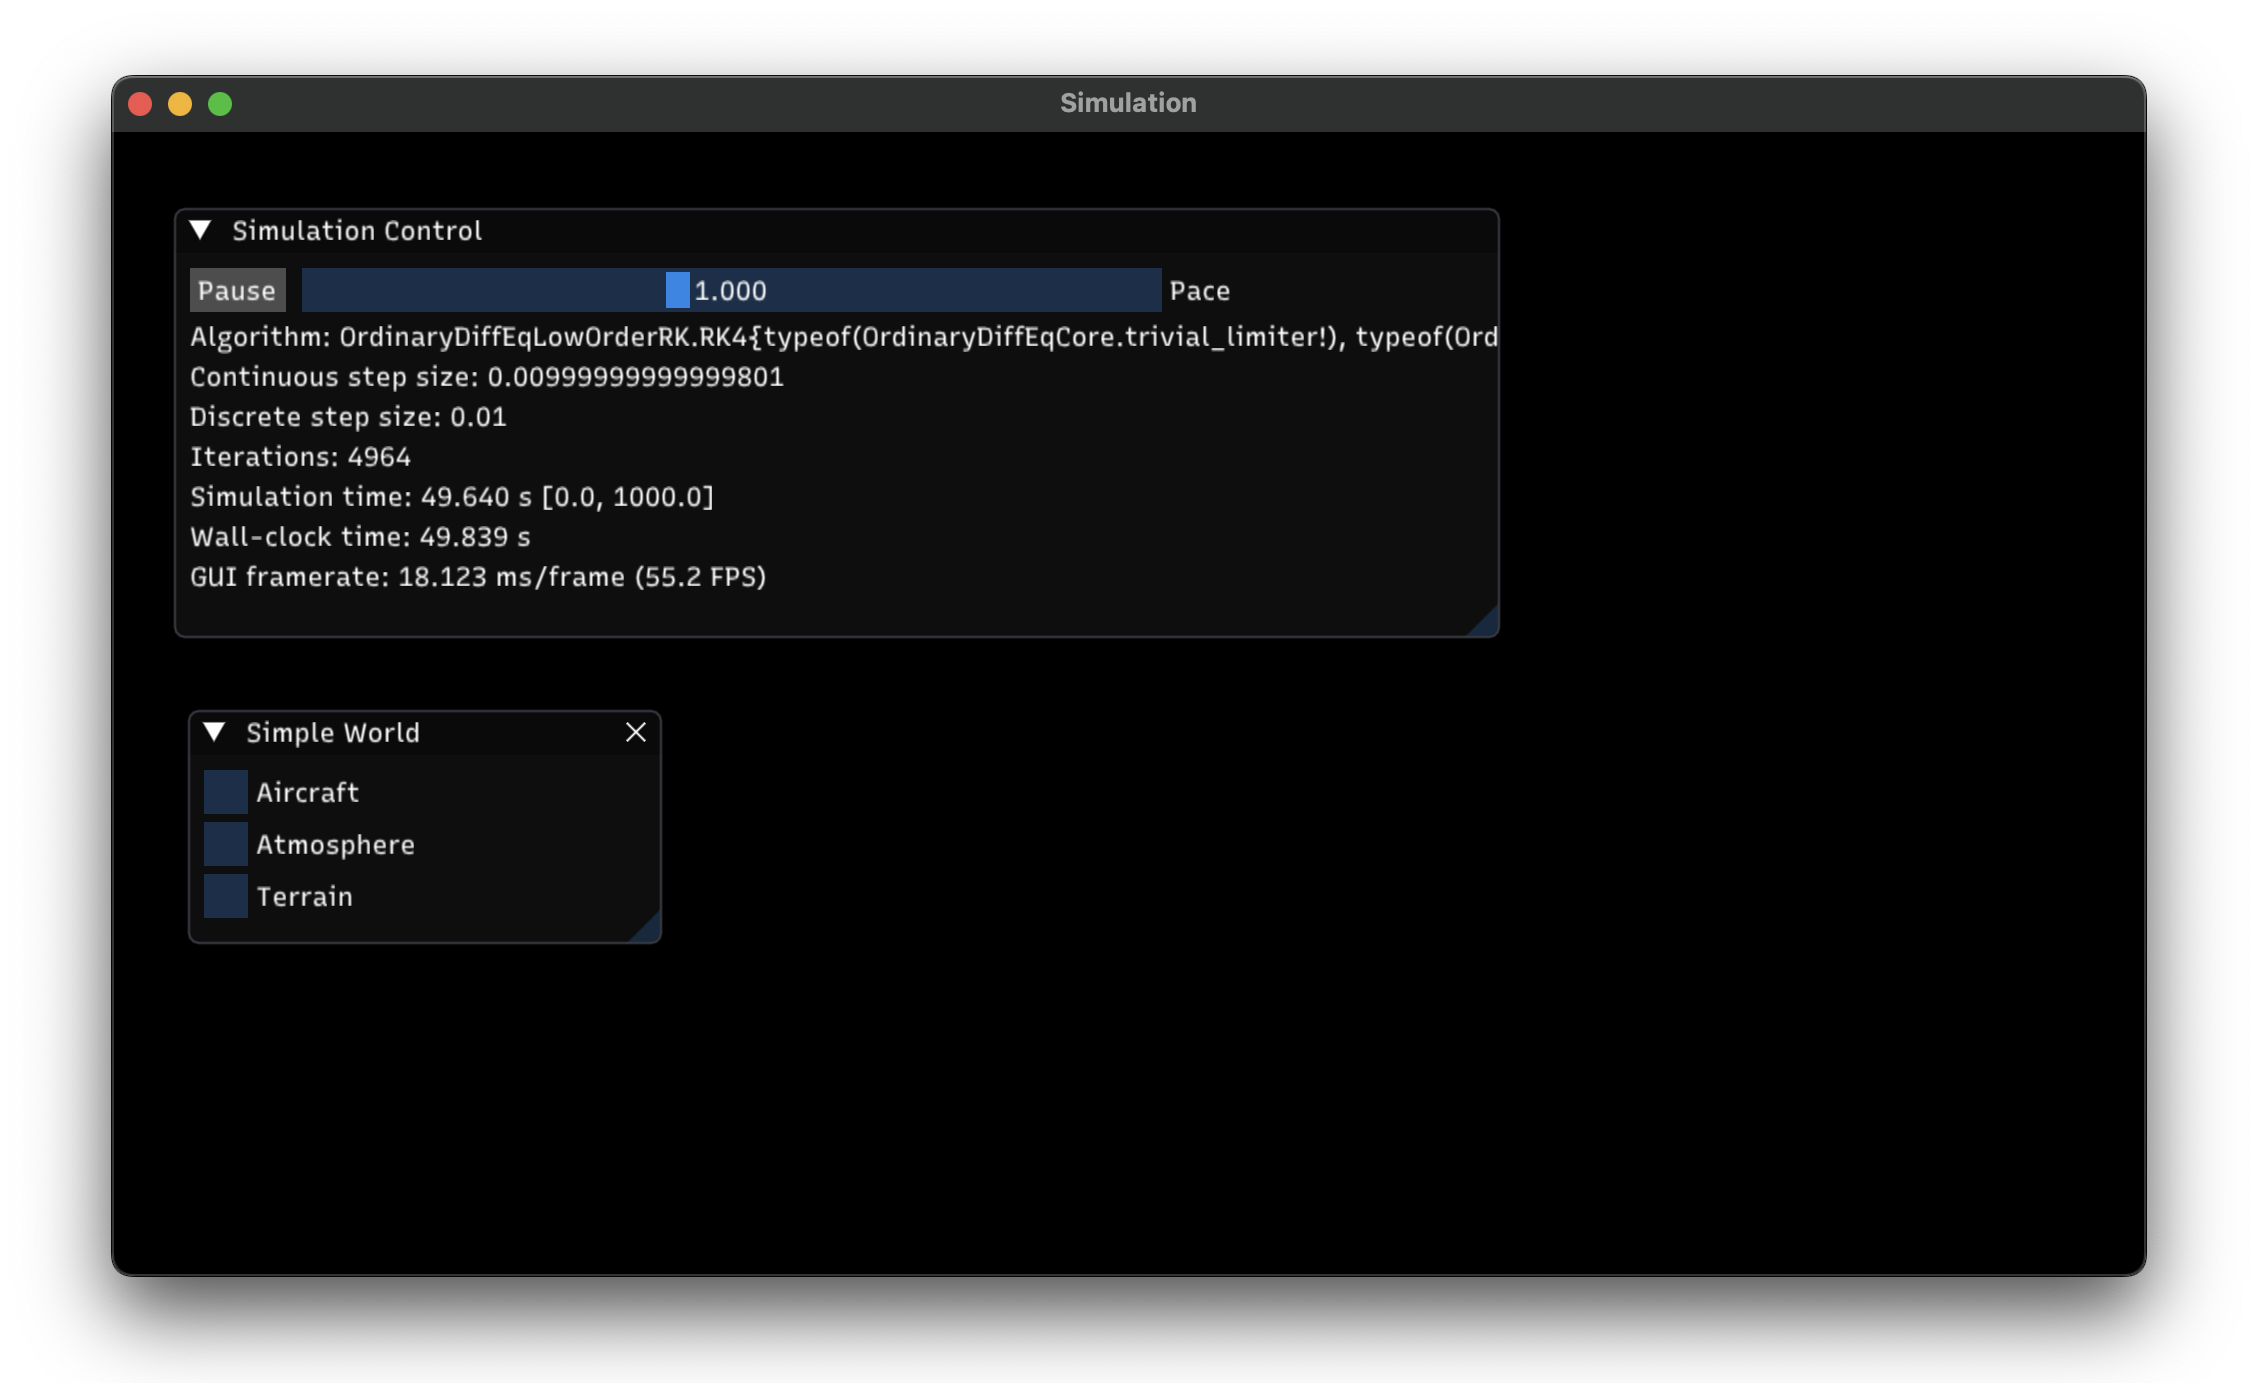 Simulation
Simulation Control
Pause 1.000 Pace
Algorithm: OrdinaryDiffEqLowOrderRK.RK4{typeof(OrdinaryDiffEqCore.trivial_limiter!), typeof(Ord
Continuous step size: 0.00999999999999801
Discrete step size: 0.01
Iterations: 4964
Simulation time: 49.640 s [0.0, 1000.0]
Wall-clock time: 49.839 s
GUI framerate: 18.123 ms/frame (55.2 FPS)
Simple World
Aircraft
Atmosphere
Terrain